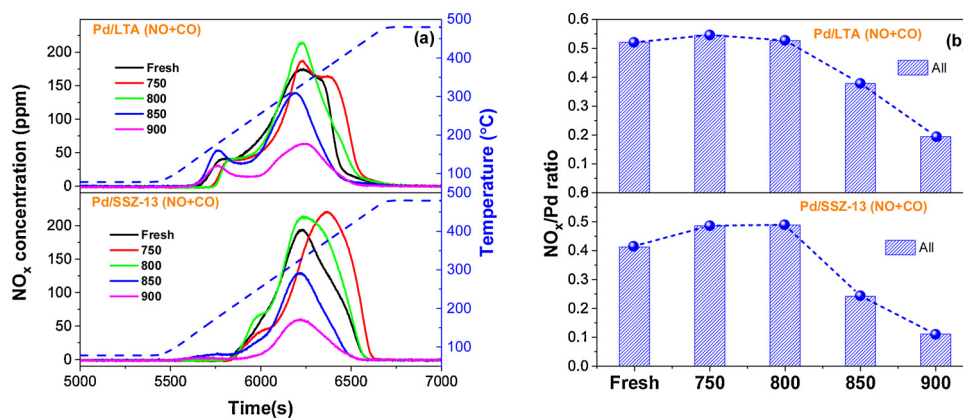 Pd/LTA (NO+CO)
(a)
Fresh
750
800
850
900
200
150
100
50
0
500
400
300
200
100
500
Pd/SSZ-13 (NO+CO)
Fresh
750
800
850
900
200
150
100
50
0
400
300
200
100
NOx concentration (ppm)
Temperature (°C)
5000 5500 6000 6500 7000
Time(s)
Pd/LTA (NO+CO)
(b)
All
0.6
0.5
0.4
0.3
0.2
0.1
0.0
Pd/SSZ-13 (NO+CO)
All
0.5
0.4
0.3
0.2
0.1
0.0
NOx/Pd ratio
Fresh 750 800 850 900